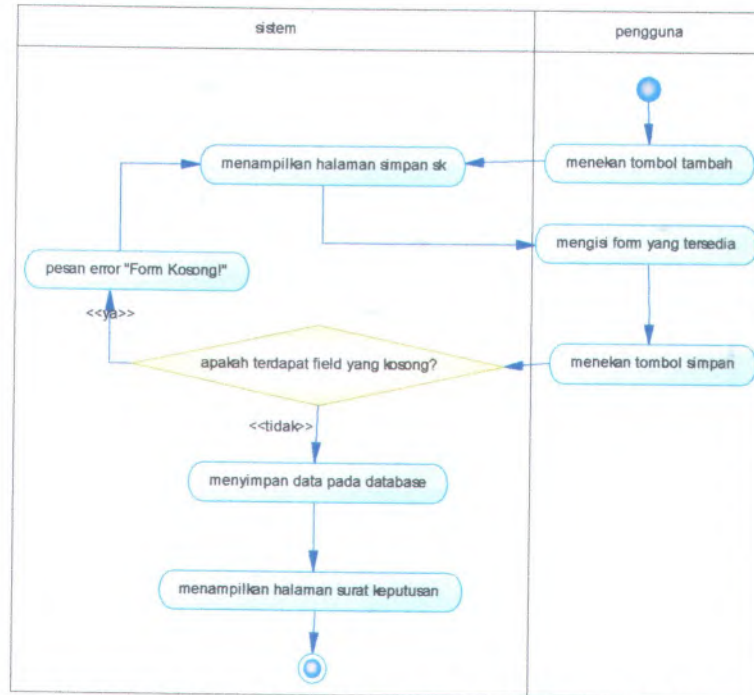 sistem
pengguna
menampilkan halaman simpan sk
menekan tombol tambah
mengisi form yang tersedia
pesan error "Form Kosong!"
<<ya>>
apakah terdapat field yang kosong?
menekan tombol simpan
<<tidak>>
menyimpan data pada database
menampilkan halaman surat keputusan